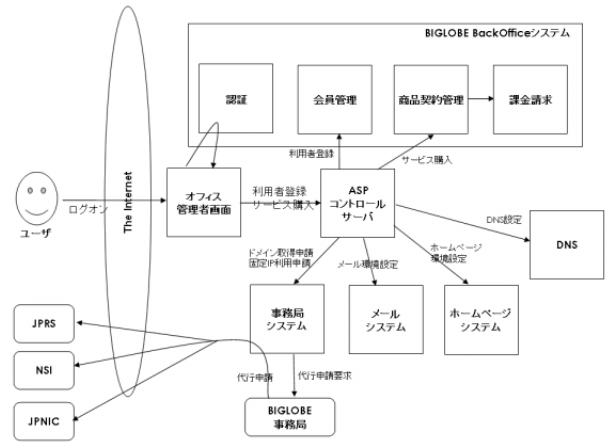 BIGLOBE BackOfficeシステム
認証
会員管理
商品契約管理
課金請求
利用者登録
サービス購入
The Internet
ログオン
ユーザ
オフィス
管理者画面
利用者登録
サービス購入
ASP
コントロール
サーバ
DNS設定
DNS
ドメイン取得申請
固定IP利用申請
メール環境設定
ホームページ
環境設定
事務局
システム
メール
システム
ホームページ
システム
JPRS
NSI
JPNIC
代行申請
代行申請要求
BIGLOBE
事務局